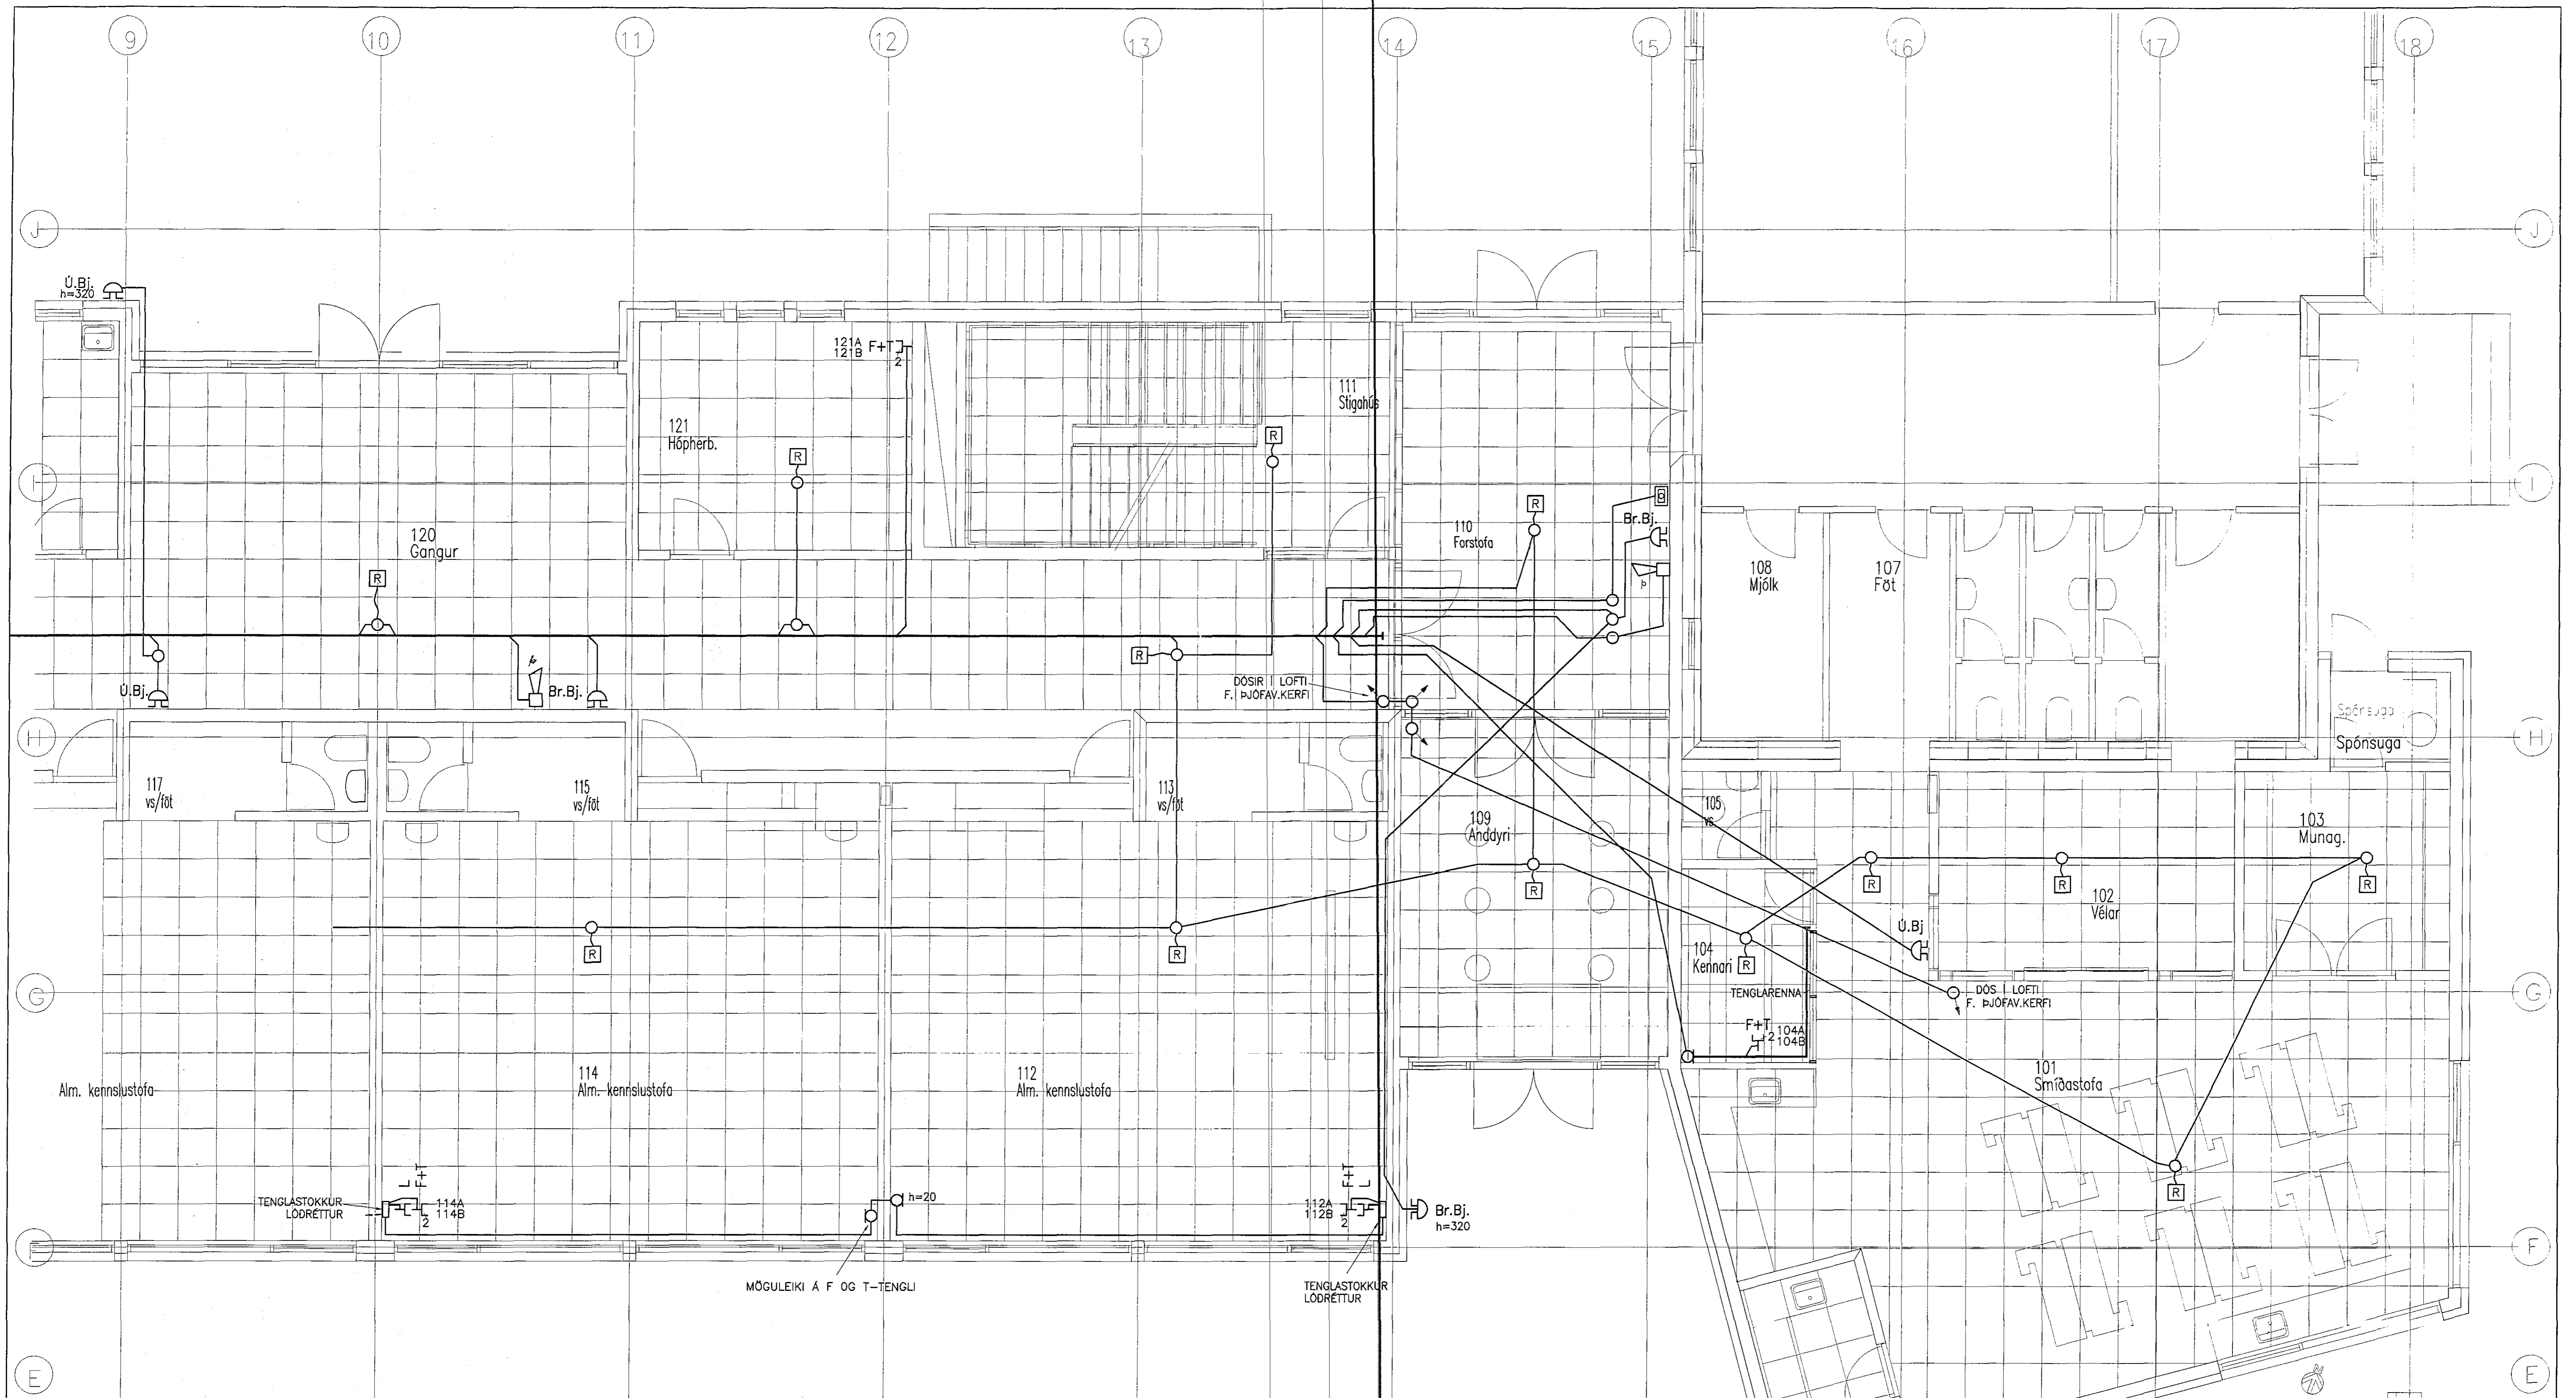 9 10 11 12 13 14 15 16 17 18
J J
Ú.Bj.
h=320
121A F+T
121B
2
111
Stigahús
121
Hópherb.
R
R
I I
R
Br.Bj.
110
Forstofa
120
Gangur
R
108
Mjólk
107
Föt
R
DÓSIR Í LOFTI
F. ÞJÓFAV.KERFI
Ú.Bj.
Br.Bj.
Spónsuga
Spónsuga
H H
117
vs/föt
115
vs/föt
113
vs/föt
105
vs
109
Anddyri
103
Munag.
R
R
R
R
102
Vélar
Ú.Bj
R
R
104
Kennari
R
G G
TENGLARENNA
DÓS Í LOFTI
F. ÞJÓFAV.KERFI
F+T
2 104A
104B
101
Smíðastofa
Alm. kennslustofa
114
Alm. kennslustofa
112
Alm. kennslustofa
R
L F+T
F+T L
TENGLASTOKKUR
LÓÐRÉTTUR
114A
114B
2
h=20
112A
112B
2
Br.Bj.
h=320
F F
MÖGULEIKI Á F OG T-TENGLI
TENGLASTOKKUR
LÓÐRÉTTUR
E E